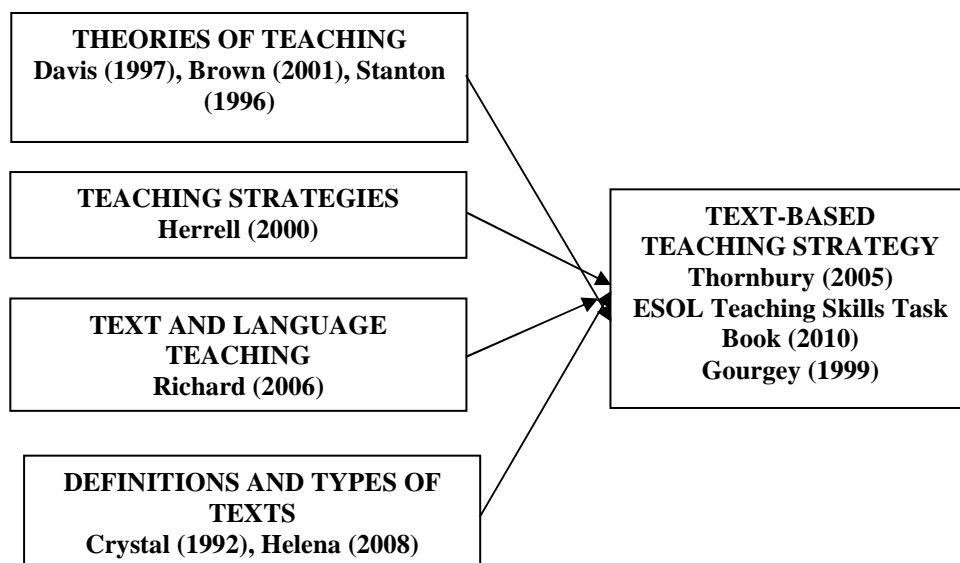 THEORIES OF TEACHING
Davis (1997), Brown (2001), Stanton
(1996)
TEACHING STRATEGIES
Herrell (2000)
TEXT AND LANGUAGE
TEACHING
Richard (2006)
DEFINITIONS AND TYPES OF
TEXTS
Crystal (1992), Helena (2008)
TEXT-BASED
TEACHING STRATEGY
Thornbury (2005)
ESOL Teaching Skills Task
Book (2010)
Gourgey (1999)